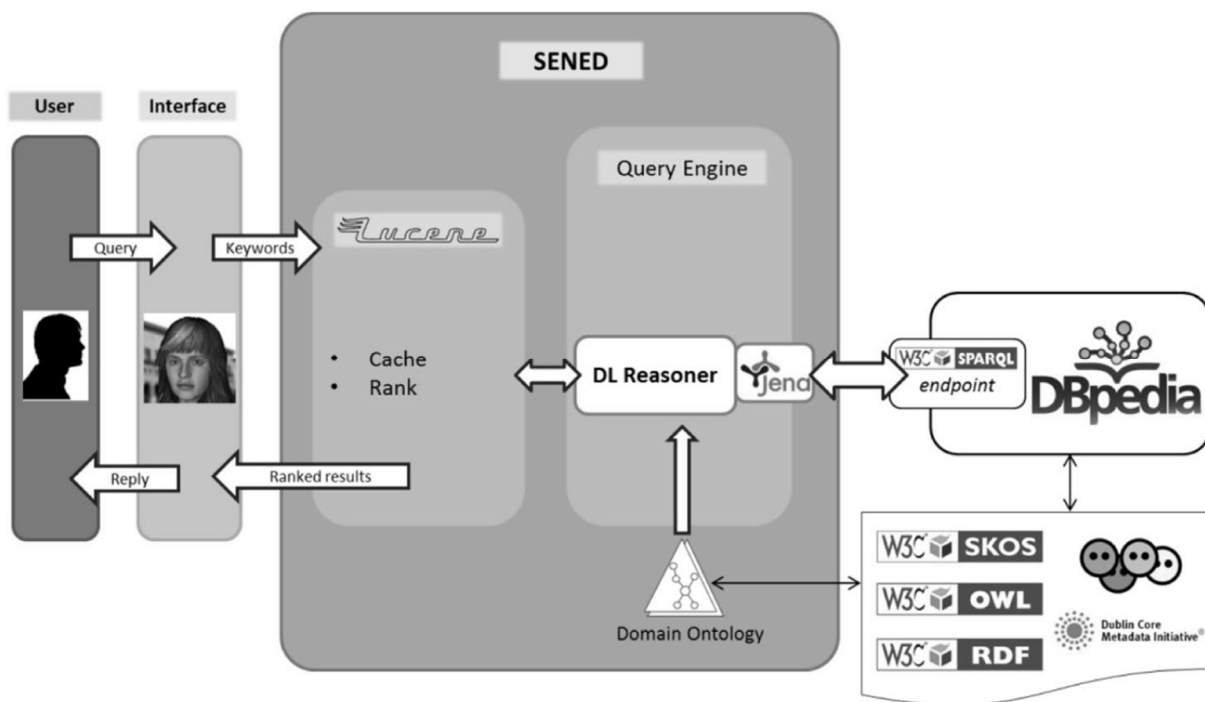 SENED
User
Interface
Query Engine
Lucene
Query
Keywords
• Cache
• Rank
DL Reasoner
Jena
W3C SPARQL
endpoint
DBpedia
Reply
Ranked results
W3C SKOS
W3C OWL
Dublin Core
Metadata Initiative®
W3C RDF
Domain Ontology